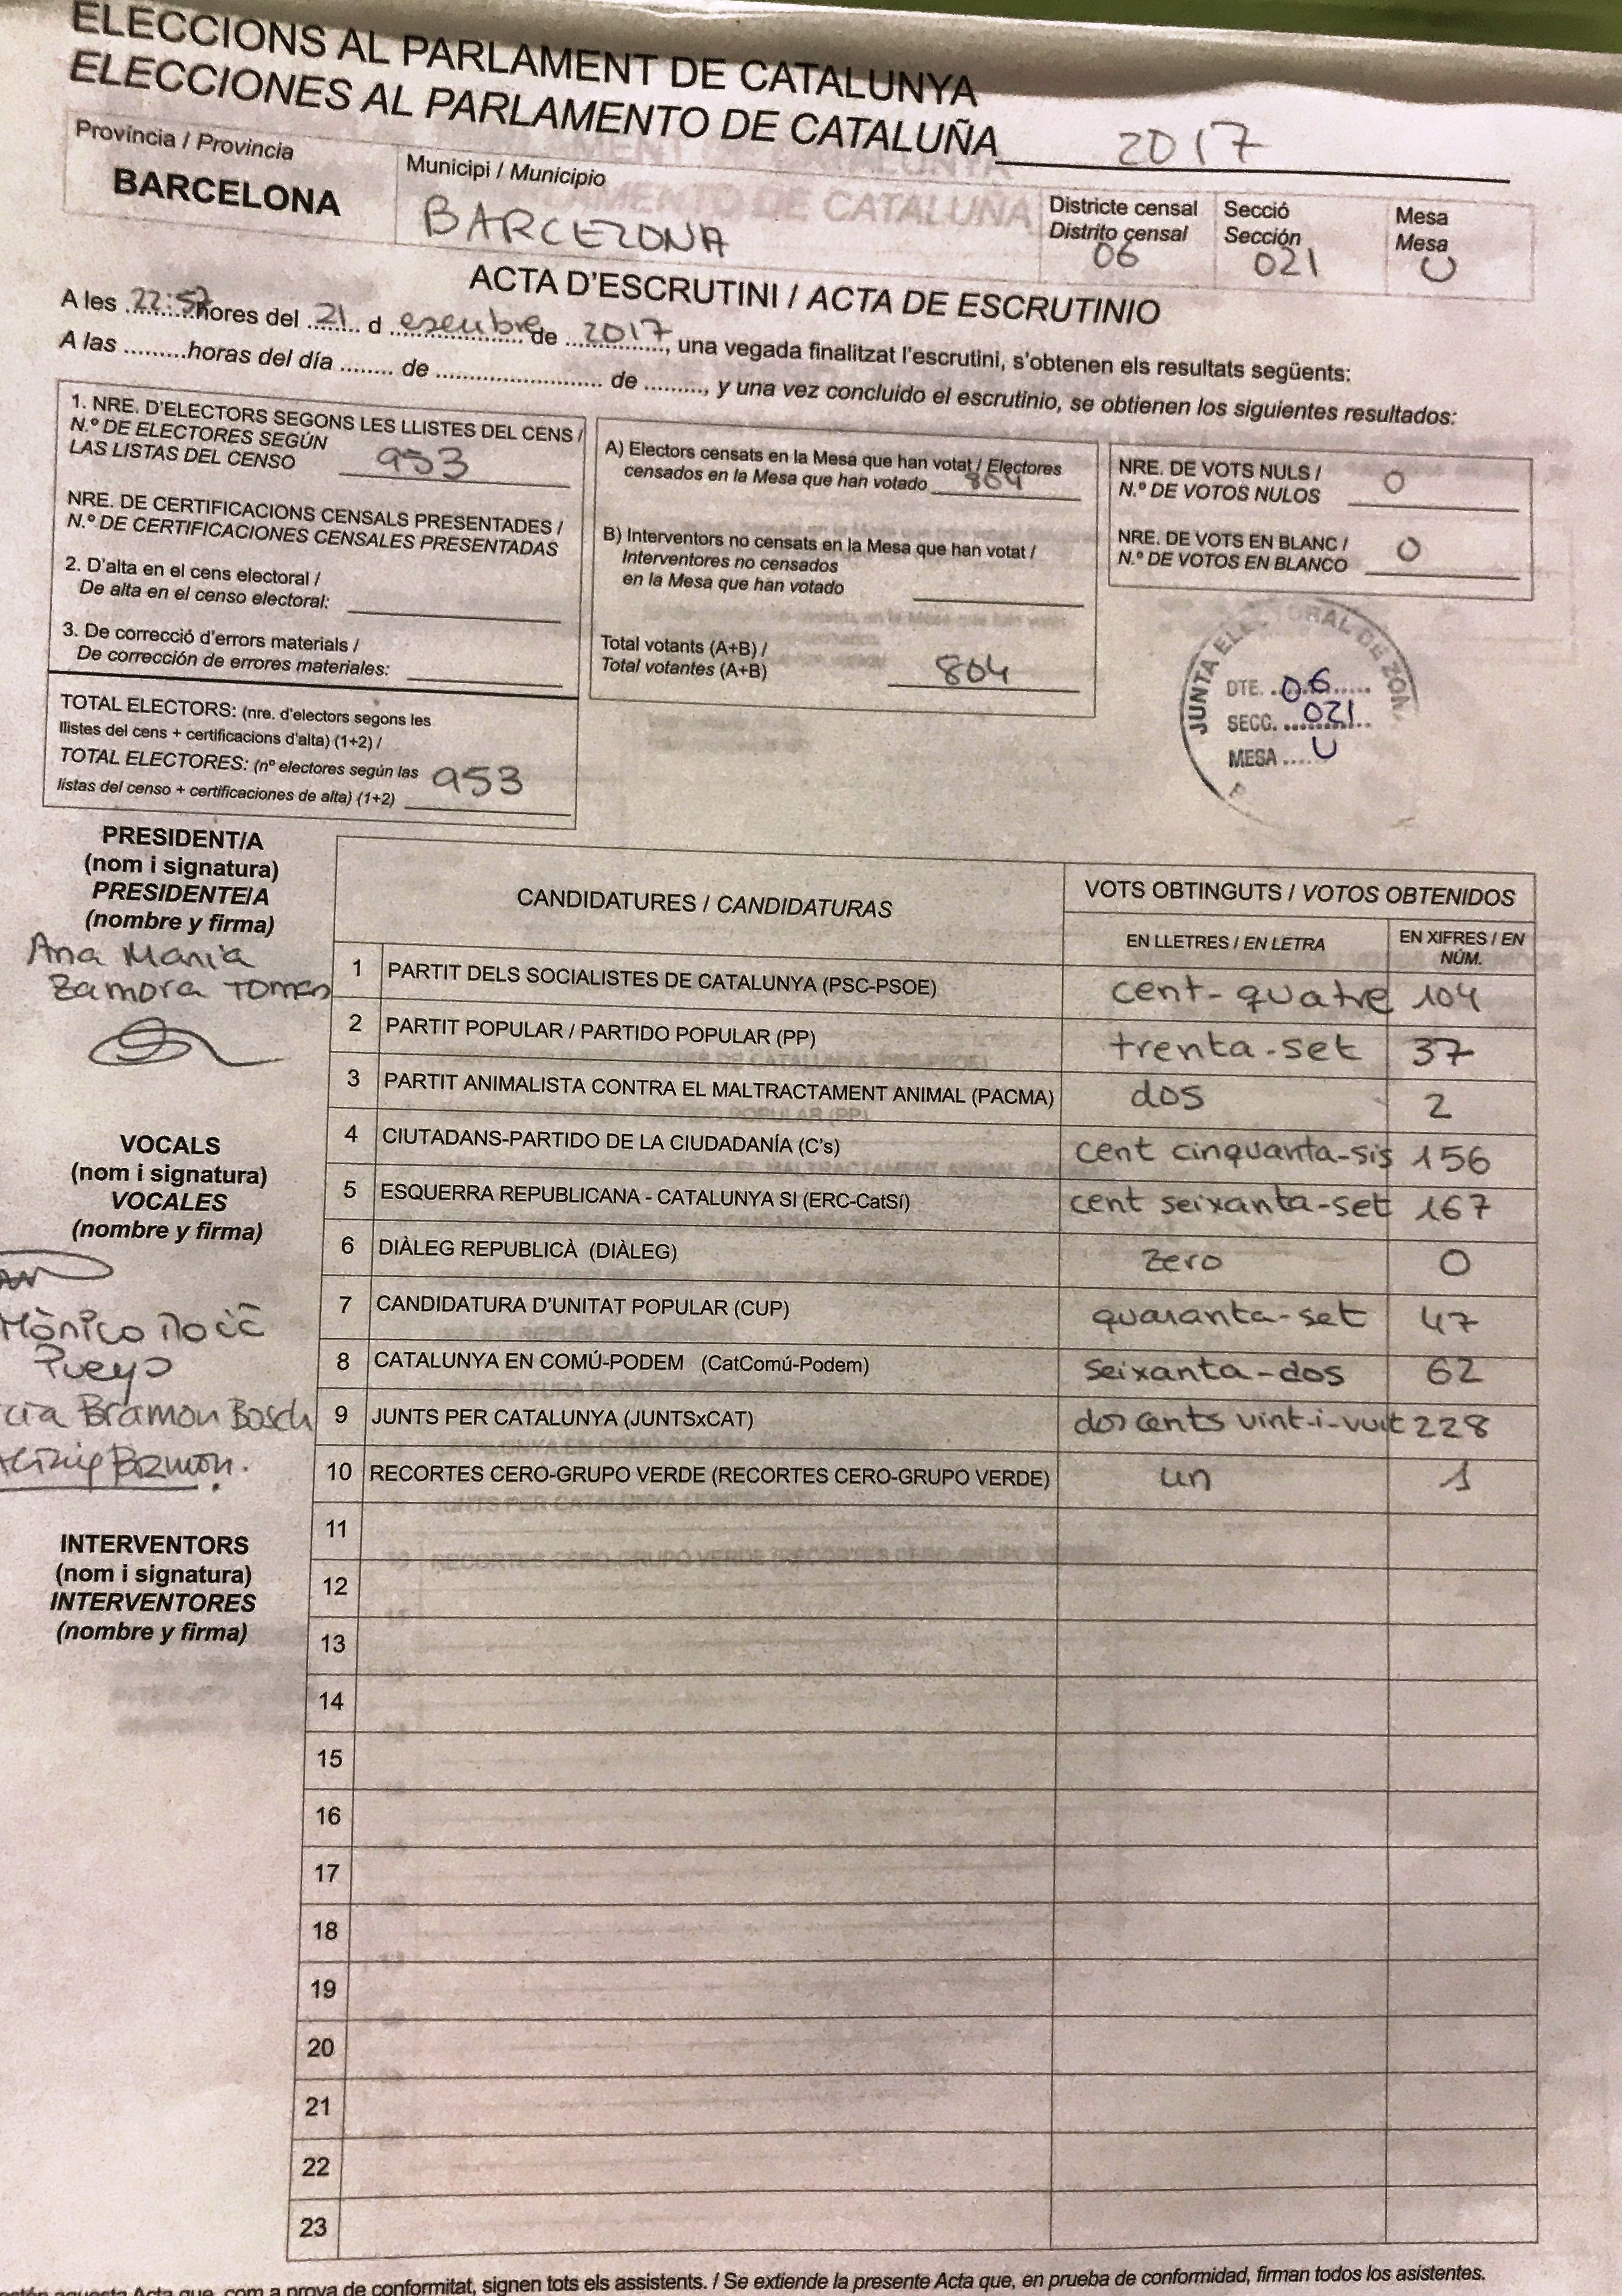 ELECCIONS AL PARLAMENT DE CATALUNYA
ELECCIONES AL PARLAMENTO DE CATALUÑA 2017
Província / Provincia
BARCELONA
Municipi / Municipio
BARCELONA
Districte censal
Distrito censal
06
Secció
Sección
021
Mesa
Mesa
U
ACTA D'ESCRUTINI / ACTA DE ESCRUTINIO
A les 22:52 hores del 21 d desembre de 2017, una vegada finalitzat l'escrutini, s'obtenen els resultats següents:
A las .........horas del día .........de ........................ de ........., y una vez concluido el escrutinio, se obtienen los siguientes resultados:
1. NRE. D'ELECTORS SEGONS LES LLISTES DEL CENS /
N.º DE ELECTORES SEGÚN
LAS LISTAS DEL CENSO 953
NRE. DE CERTIFICACIONS CENSALS PRESENTADES /
N.º DE CERTIFICACIONES CENSALES PRESENTADAS
2. D'alta en el cens electoral /
De alta en el censo electoral:
3. De correcció d'errors materials /
De corrección de errores materiales:
TOTAL ELECTORS: (nre. d'electors segons les
llistes del cens + certificacions d'alta) (1+2) /
TOTAL ELECTORES: (nº electores según las
listas del censo + certificaciones de alta) (1+2) 953
A) Electors censats en la Mesa que han votat / Electores
censados en la Mesa que han votado 804
B) Interventors no censats en la Mesa que han votat /
Interventores no censados
en la Mesa que han votado
Total votants (A+B) /
Total votantes (A+B) 804
NRE. DE VOTS NULS /
N.º DE VOTOS NULOS 0
NRE. DE VOTS EN BLANC /
N.º DE VOTOS EN BLANCO 0
JUNTA ELECTORAL DE ZONA
DTE. 06
SECC. 021
MESA U
PRESIDENT/A
(nom i signatura)
PRESIDENTE/A
(nombre y firma)
Ana María
Zamora Torres
VOCALS
(nom i signatura)
VOCALES
(nombre y firma)
Pueyo
Bramon Bosch
INTERVENTORS
(nom i signatura)
INTERVENTORES
(nombre y firma)
CANDIDATURES / CANDIDATURAS
VOTS OBTINGUTS / VOTOS OBTENIDOS
EN LLETRES / EN LETRA
EN XIFRES / EN NÚM.
1 PARTIT DELS SOCIALISTES DE CATALUNYA (PSC-PSOE) cent-quatre 104
2 PARTIT POPULAR / PARTIDO POPULAR (PP) trenta-set 37
3 PARTIT ANIMALISTA CONTRA EL MALTRACTAMENT ANIMAL (PACMA) dos 2
4 CIUTADANS-PARTIDO DE LA CIUDADANÍA (C's) cent cinquanta-sis 156
5 ESQUERRA REPUBLICANA - CATALUNYA SI (ERC-CatSí) cent seixanta-set 167
6 DIÀLEG REPUBLICÀ (DIÀLEG) zero 0
7 CANDIDATURA D'UNITAT POPULAR (CUP) quaranta-set 47
8 CATALUNYA EN COMÚ-PODEM (CatComú-Podem) seixanta-dos 62
9 JUNTS PER CATALUNYA (JUNTSxCAT) doscents vint-i-vuit 228
10 RECORTES CERO-GRUPO VERDE (RECORTES CERO-GRUPO VERDE) un 1
11
12
13
14
15
16
17
18
19
20
21
22
23
aquesta Acta que com a prova de conformitat, signen tots els assistents. / Se extiende la presente Acta que, en prueba de conformidad, firman todos los asistentes.